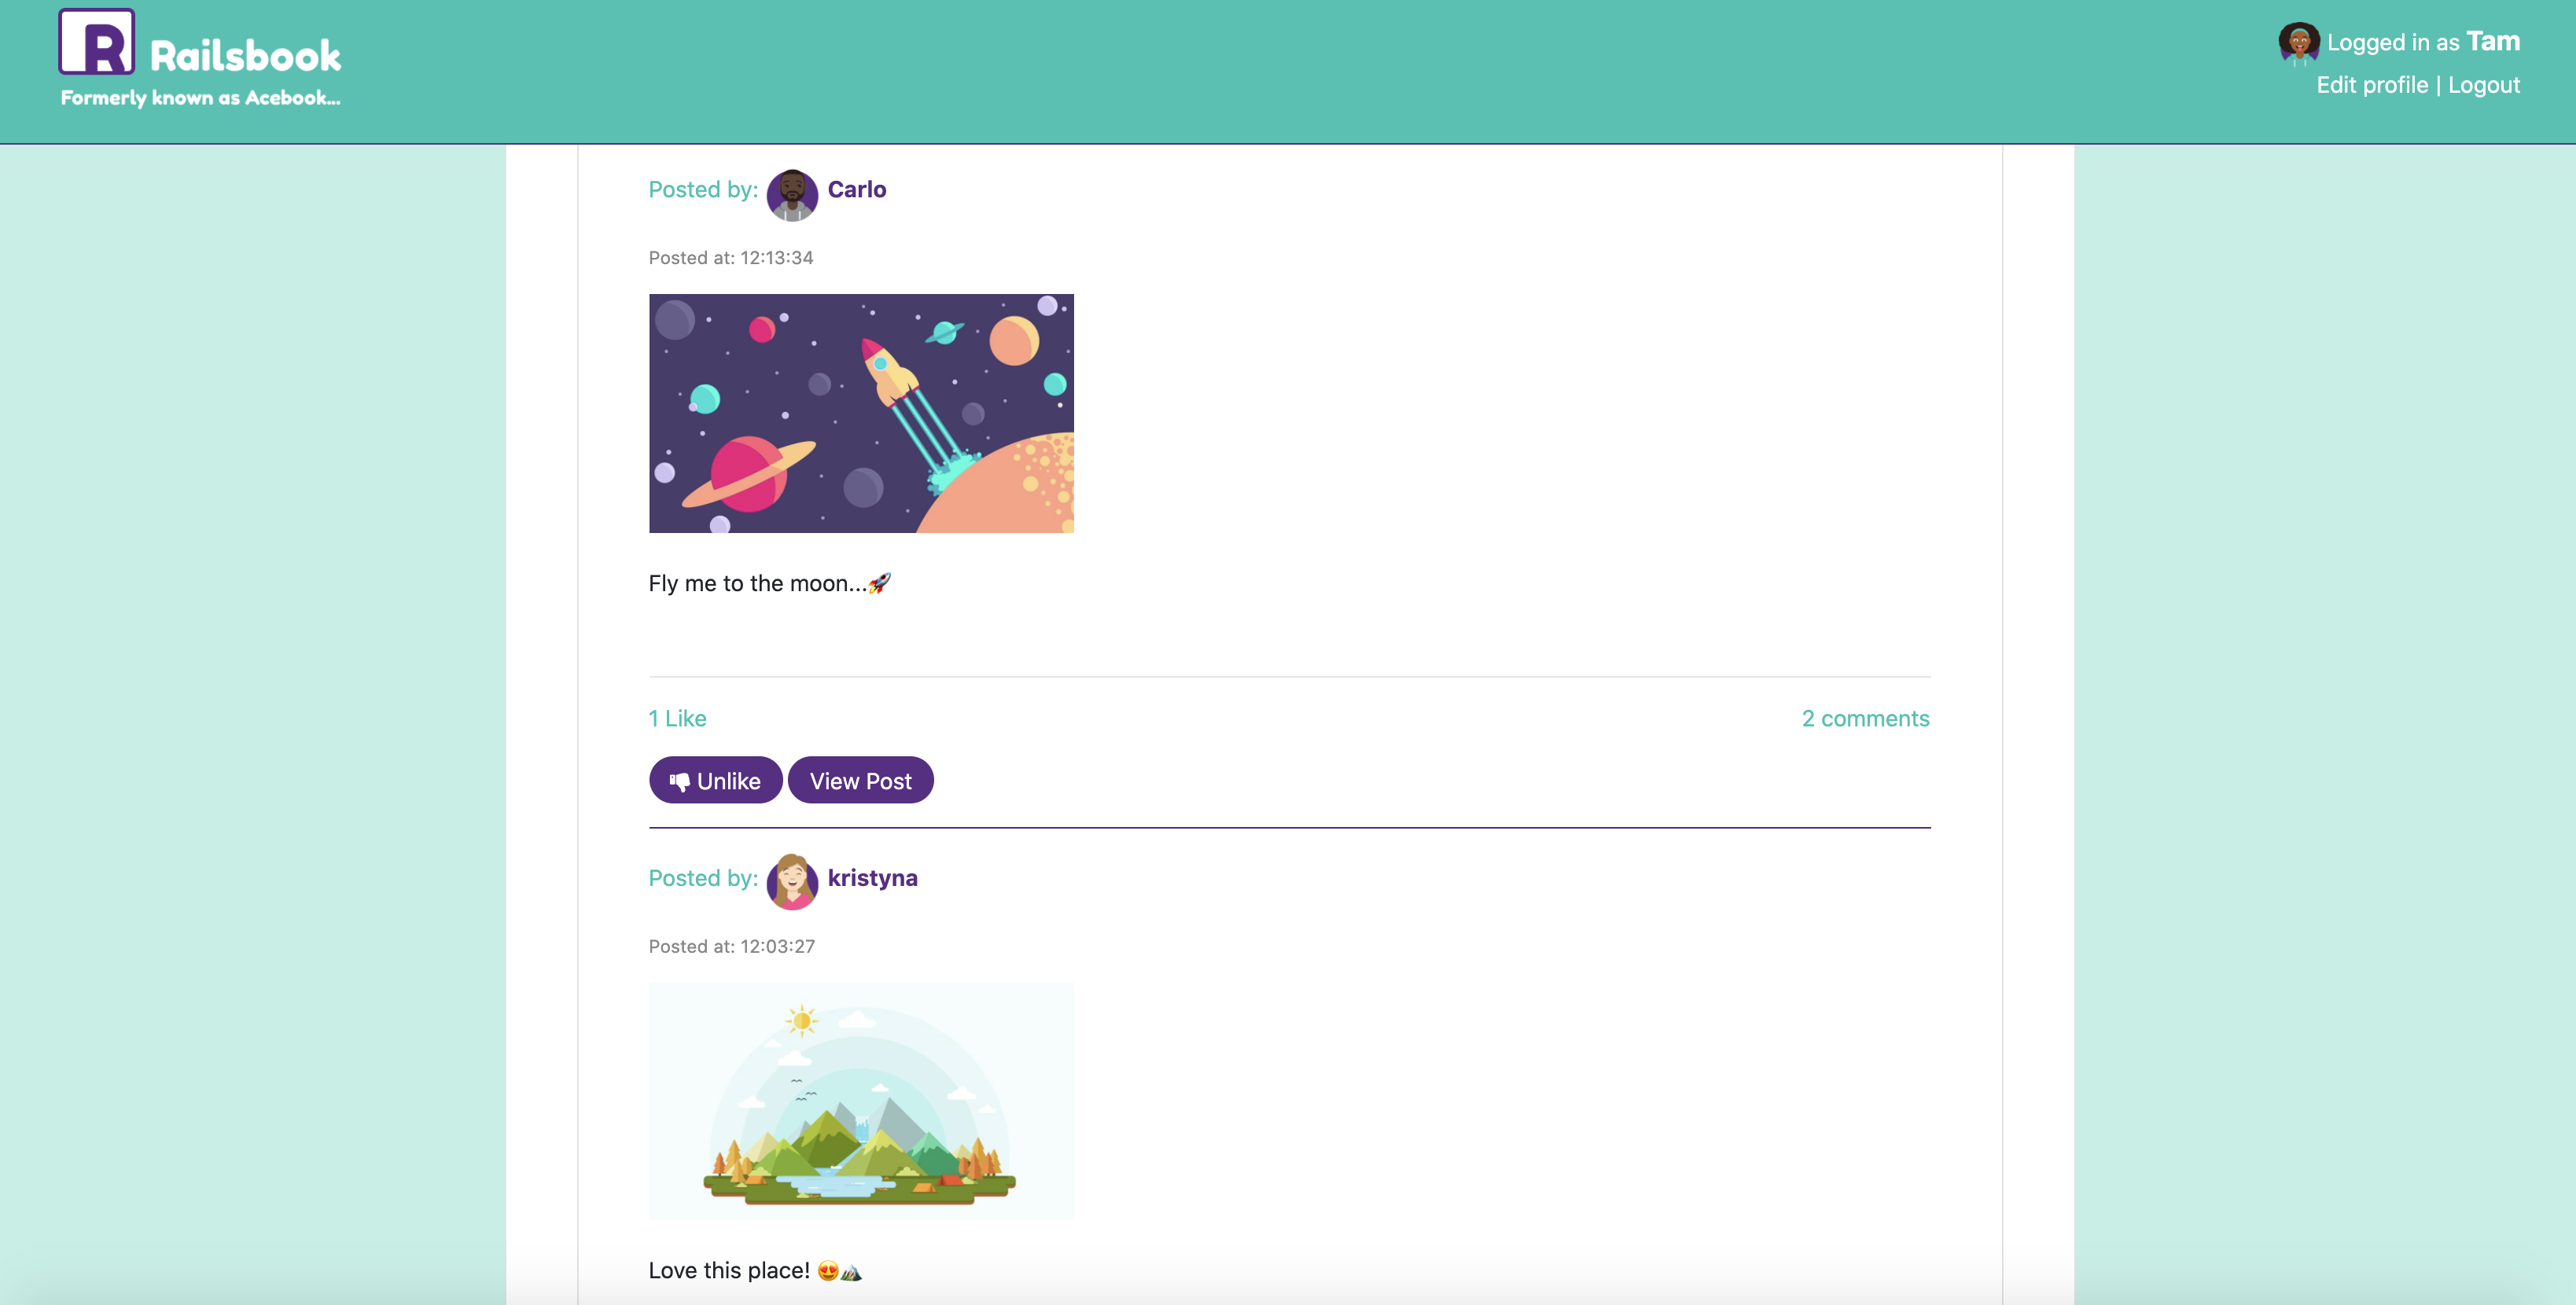 R Railsbook
Formerly known as Acebook...
Logged in as Tam
Edit profile | Logout
Posted by: Carlo
Posted at: 12:13:34
Fly me to the moon...🚀
1 Like
2 comments
Unlike
View Post
Posted by: kristyna
Posted at: 12:03:27
Love this place! 😍⛰️